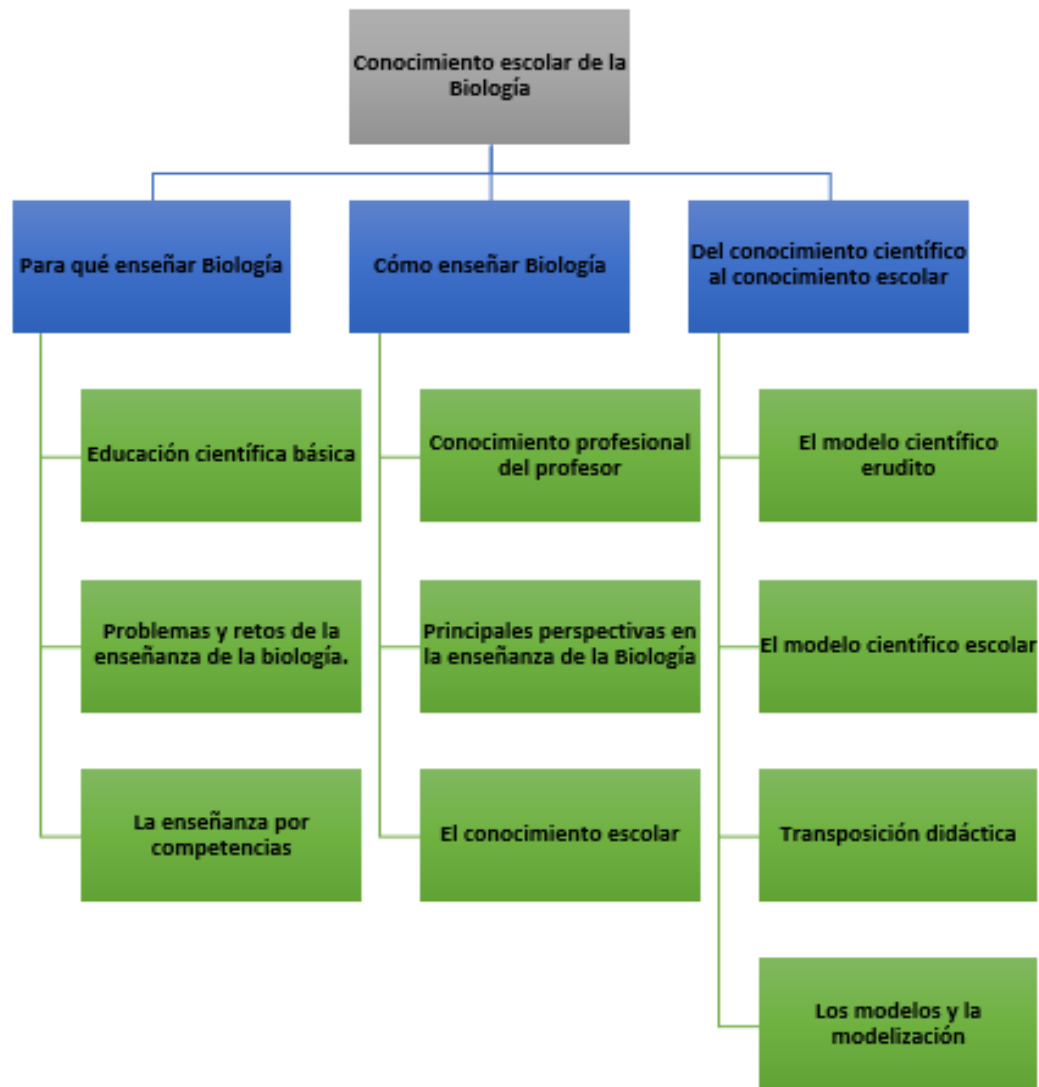 Conocimiento escolar de la
Biología
Para qué enseñar Biología
Cómo enseñar Biología
Del conocimiento científico
al conocimiento escolar
Educación científica básica
Problemas y retos de la
enseñanza de la biología.
La enseñanza por
competencias
Conocimiento profesional
del profesor
Principales perspectivas en
la enseñanza de la Biología
El conocimiento escolar
El modelo científico
erudito
El modelo científico escolar
Transposición didáctica
Los modelos y la
modelización